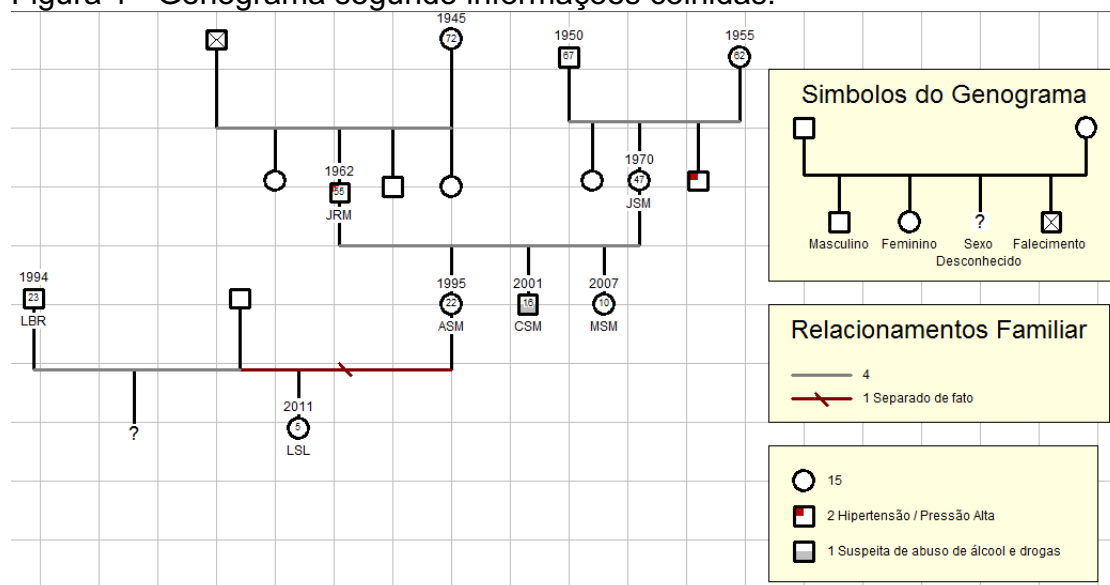 Figura 4 - Genograma segundo informações colhidas.
1945
72
1950
67
1955
62
1962
55
JRM
1970
47
JSM
1994
23
LBR
1995
22
ASM
2001
16
CSM
2007
10
MSM
?
2011
5
LSL
Simbolos do Genograma
?
Masculino Feminino Sexo Falecimento
Desconhecido
Relacionamentos Familiar
4
1 Separado de fato
15
2 Hipertensão / Pressão Alta
1 Suspeita de abuso de álcool e drogas